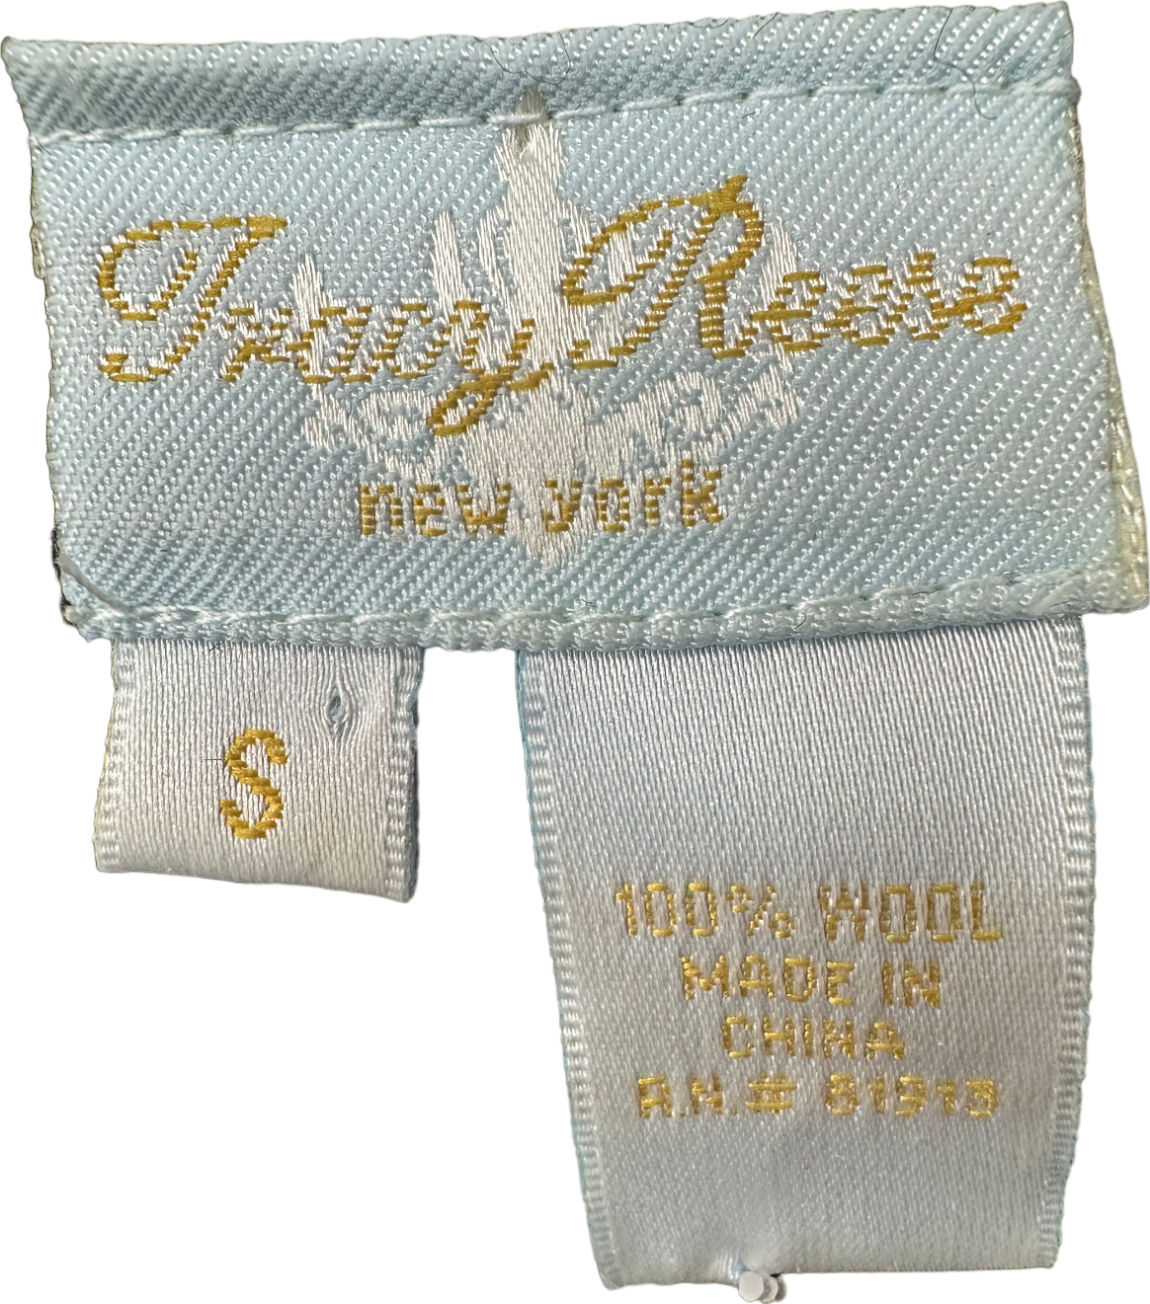 Tracy Reese
new york
S
100% WOOL
MADE IN
CHINA
R.N.# 81913